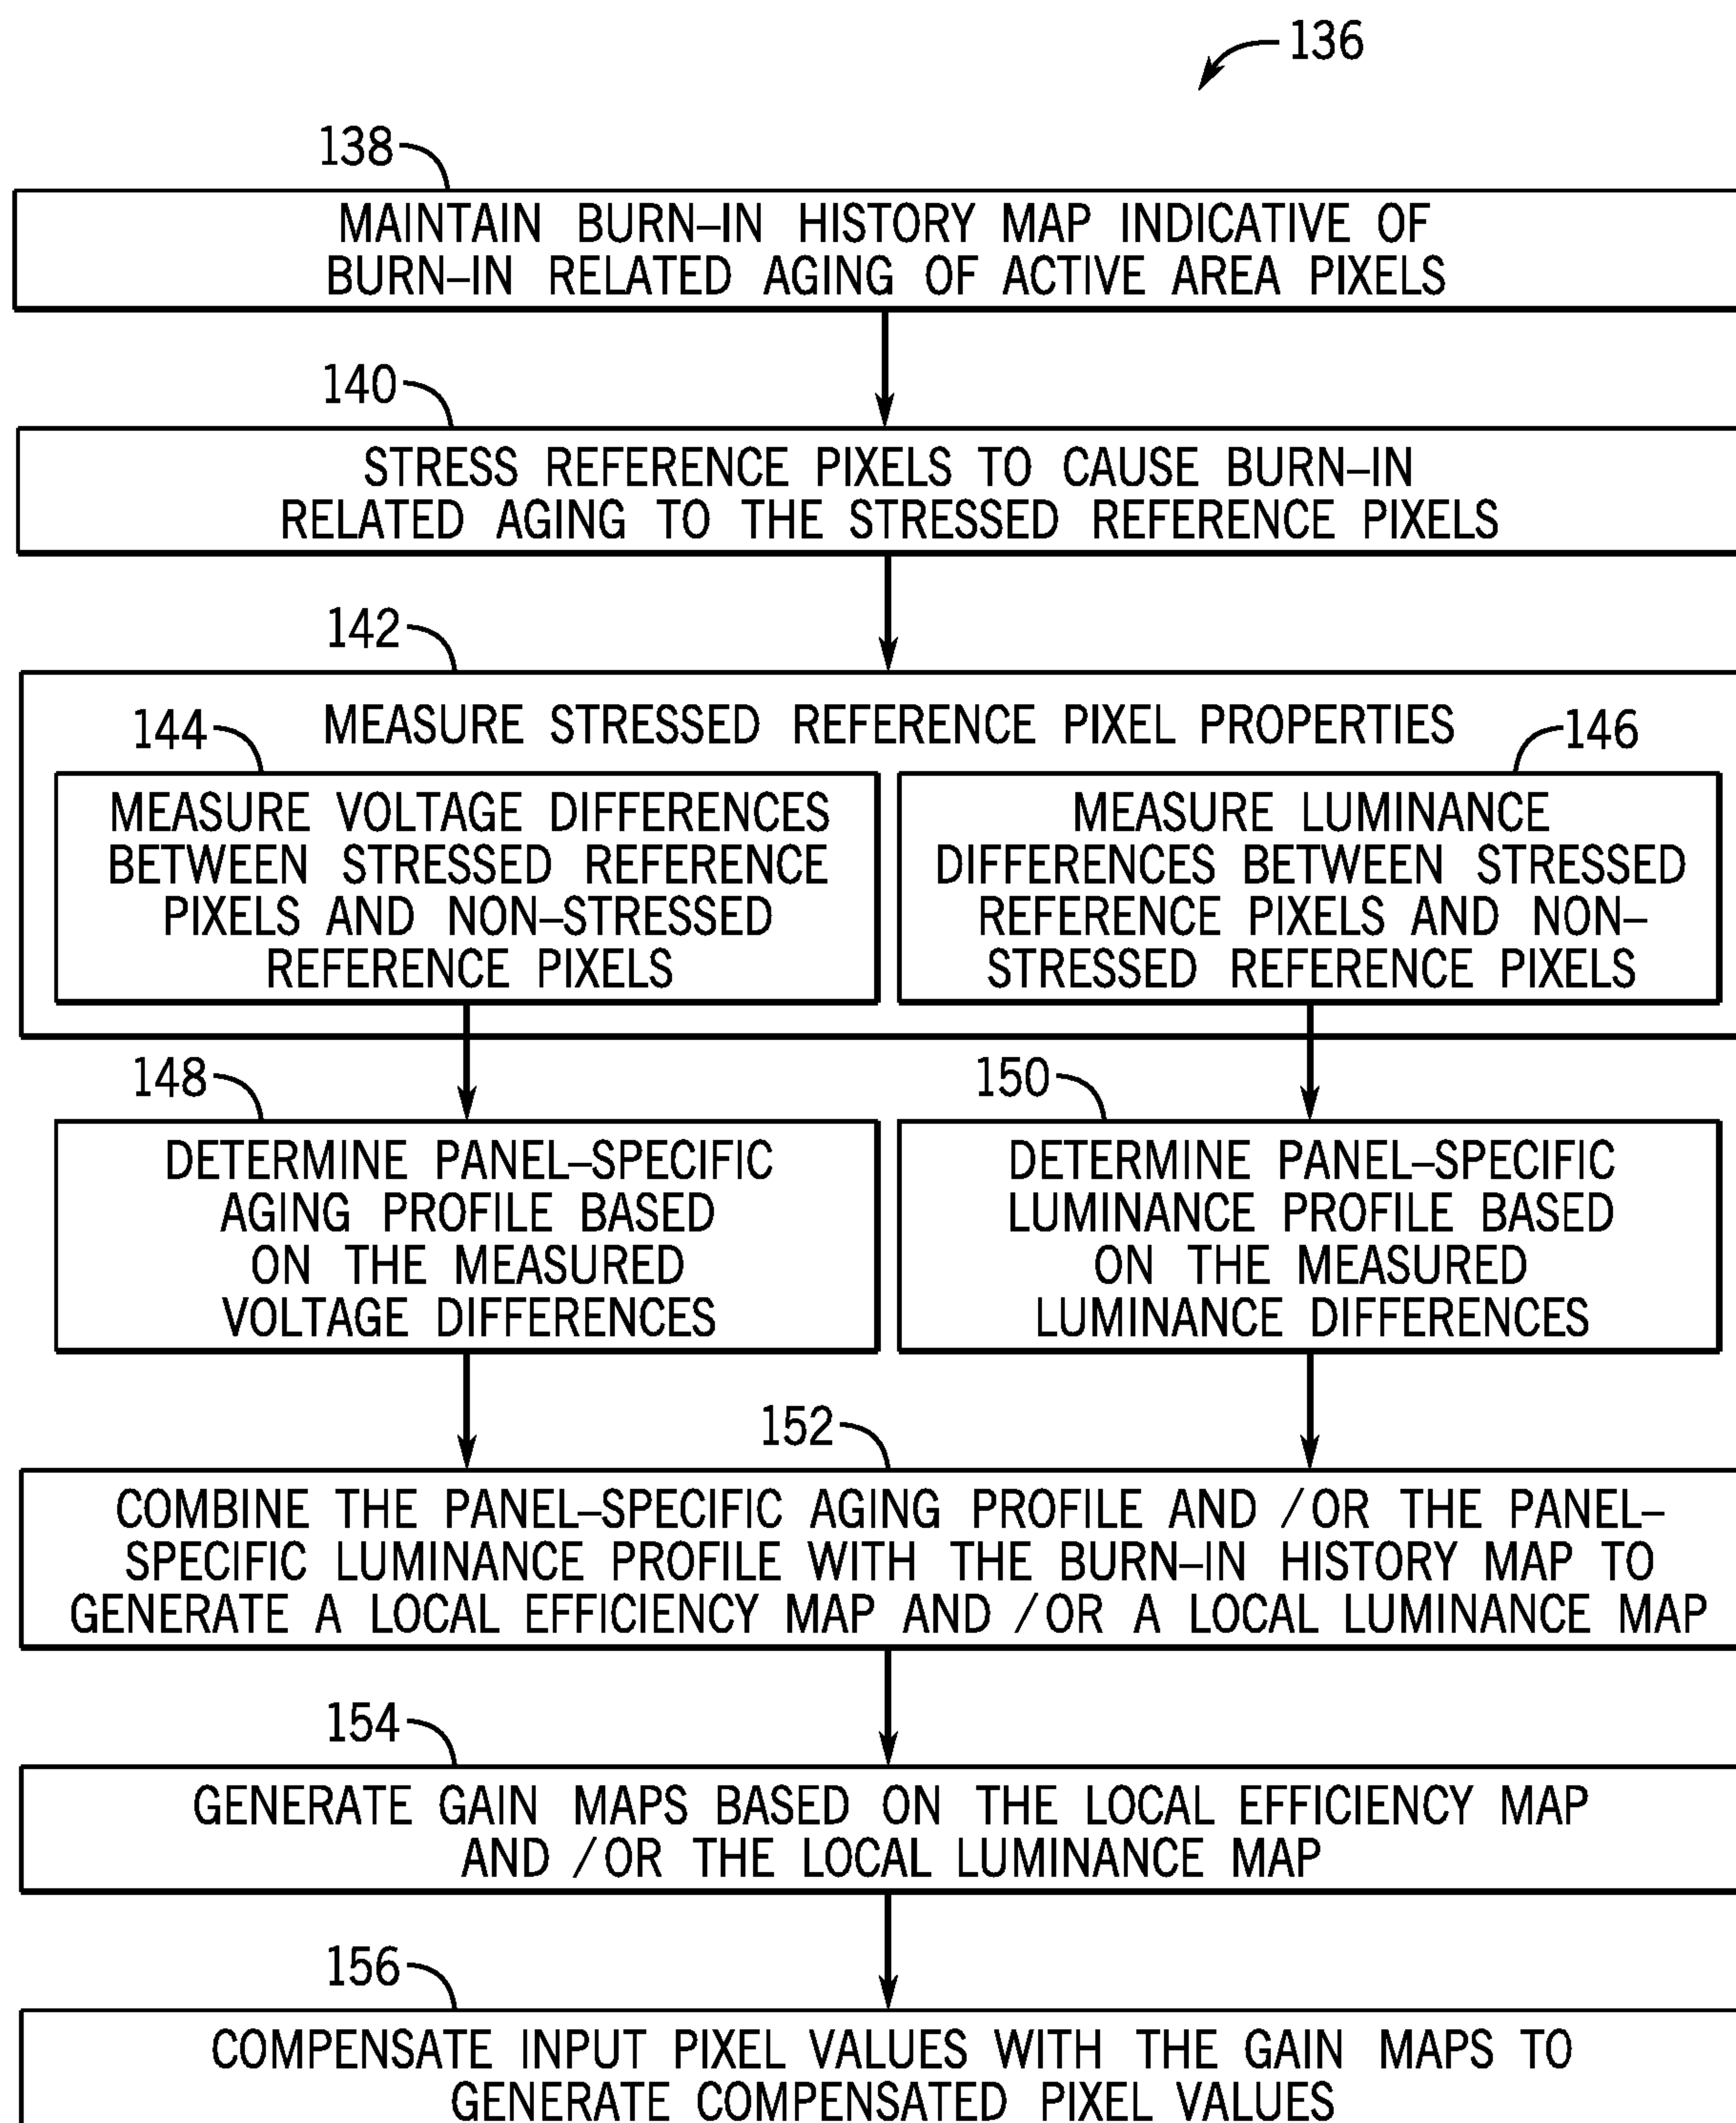 136
138
MAINTAIN BURN–IN HISTORY MAP INDICATIVE OF
BURN–IN RELATED AGING OF ACTIVE AREA PIXELS
140
STRESS REFERENCE PIXELS TO CAUSE BURN–IN
RELATED AGING TO THE STRESSED REFERENCE PIXELS
142
MEASURE STRESSED REFERENCE PIXEL PROPERTIES
144
MEASURE VOLTAGE DIFFERENCES
BETWEEN STRESSED REFERENCE
PIXELS AND NON–STRESSED
REFERENCE PIXELS
146
MEASURE LUMINANCE
DIFFERENCES BETWEEN STRESSED
REFERENCE PIXELS AND NON–
STRESSED REFERENCE PIXELS
148
DETERMINE PANEL–SPECIFIC
AGING PROFILE BASED
ON THE MEASURED
VOLTAGE DIFFERENCES
150
DETERMINE PANEL–SPECIFIC
LUMINANCE PROFILE BASED
ON THE MEASURED
LUMINANCE DIFFERENCES
152
COMBINE THE PANEL–SPECIFIC AGING PROFILE AND /OR THE PANEL–
SPECIFIC LUMINANCE PROFILE WITH THE BURN–IN HISTORY MAP TO
GENERATE A LOCAL EFFICIENCY MAP AND /OR A LOCAL LUMINANCE MAP
154
GENERATE GAIN MAPS BASED ON THE LOCAL EFFICIENCY MAP
AND /OR THE LOCAL LUMINANCE MAP
156
COMPENSATE INPUT PIXEL VALUES WITH THE GAIN MAPS TO
GENERATE COMPENSATED PIXEL VALUES